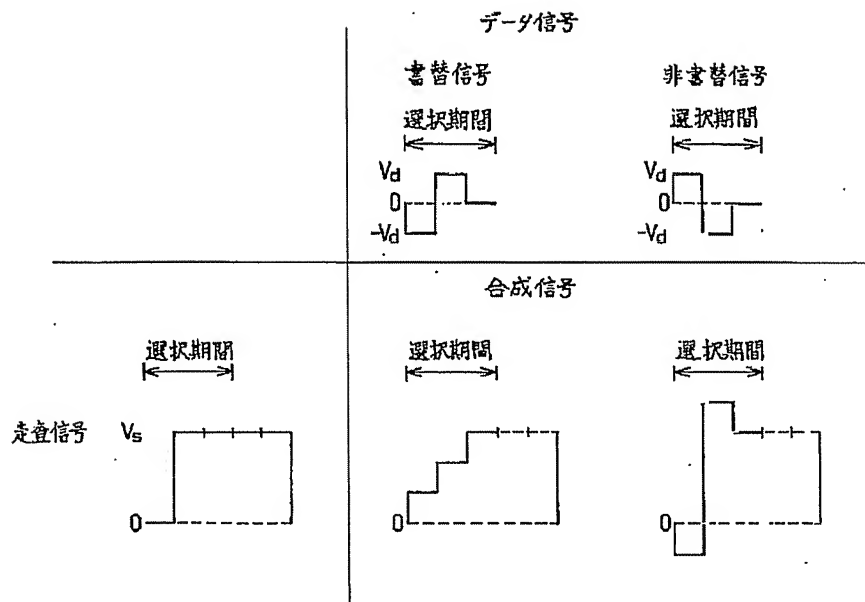 データ信号
書替信号
非書替信号
選択期間
選択期間
Vd
0
-Vd
Vd
0
-Vd
合成信号
選択期間
選択期間
選択期間
走査信号
Vs
0
0
0